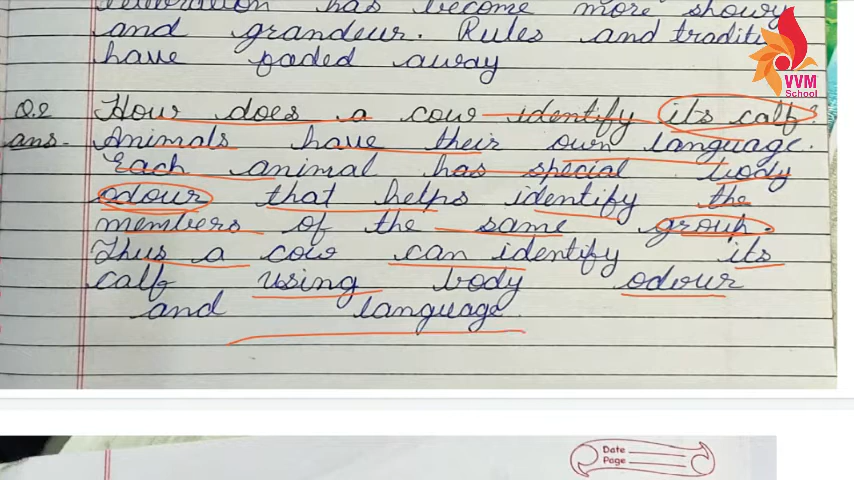 has become more showy
and grandeur. Rules and traditi
have faded away
VVM
School
Q.2 How does a cow identify its calf?
ans. Animals have their own language.
Each animal has special body
odour that helps identify the
members of the same group.
Thus a cow can identify its
calf using body odour
and language.
Date
Page